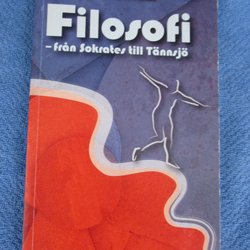 Filosofi
– från Sokrates till Tännsjö